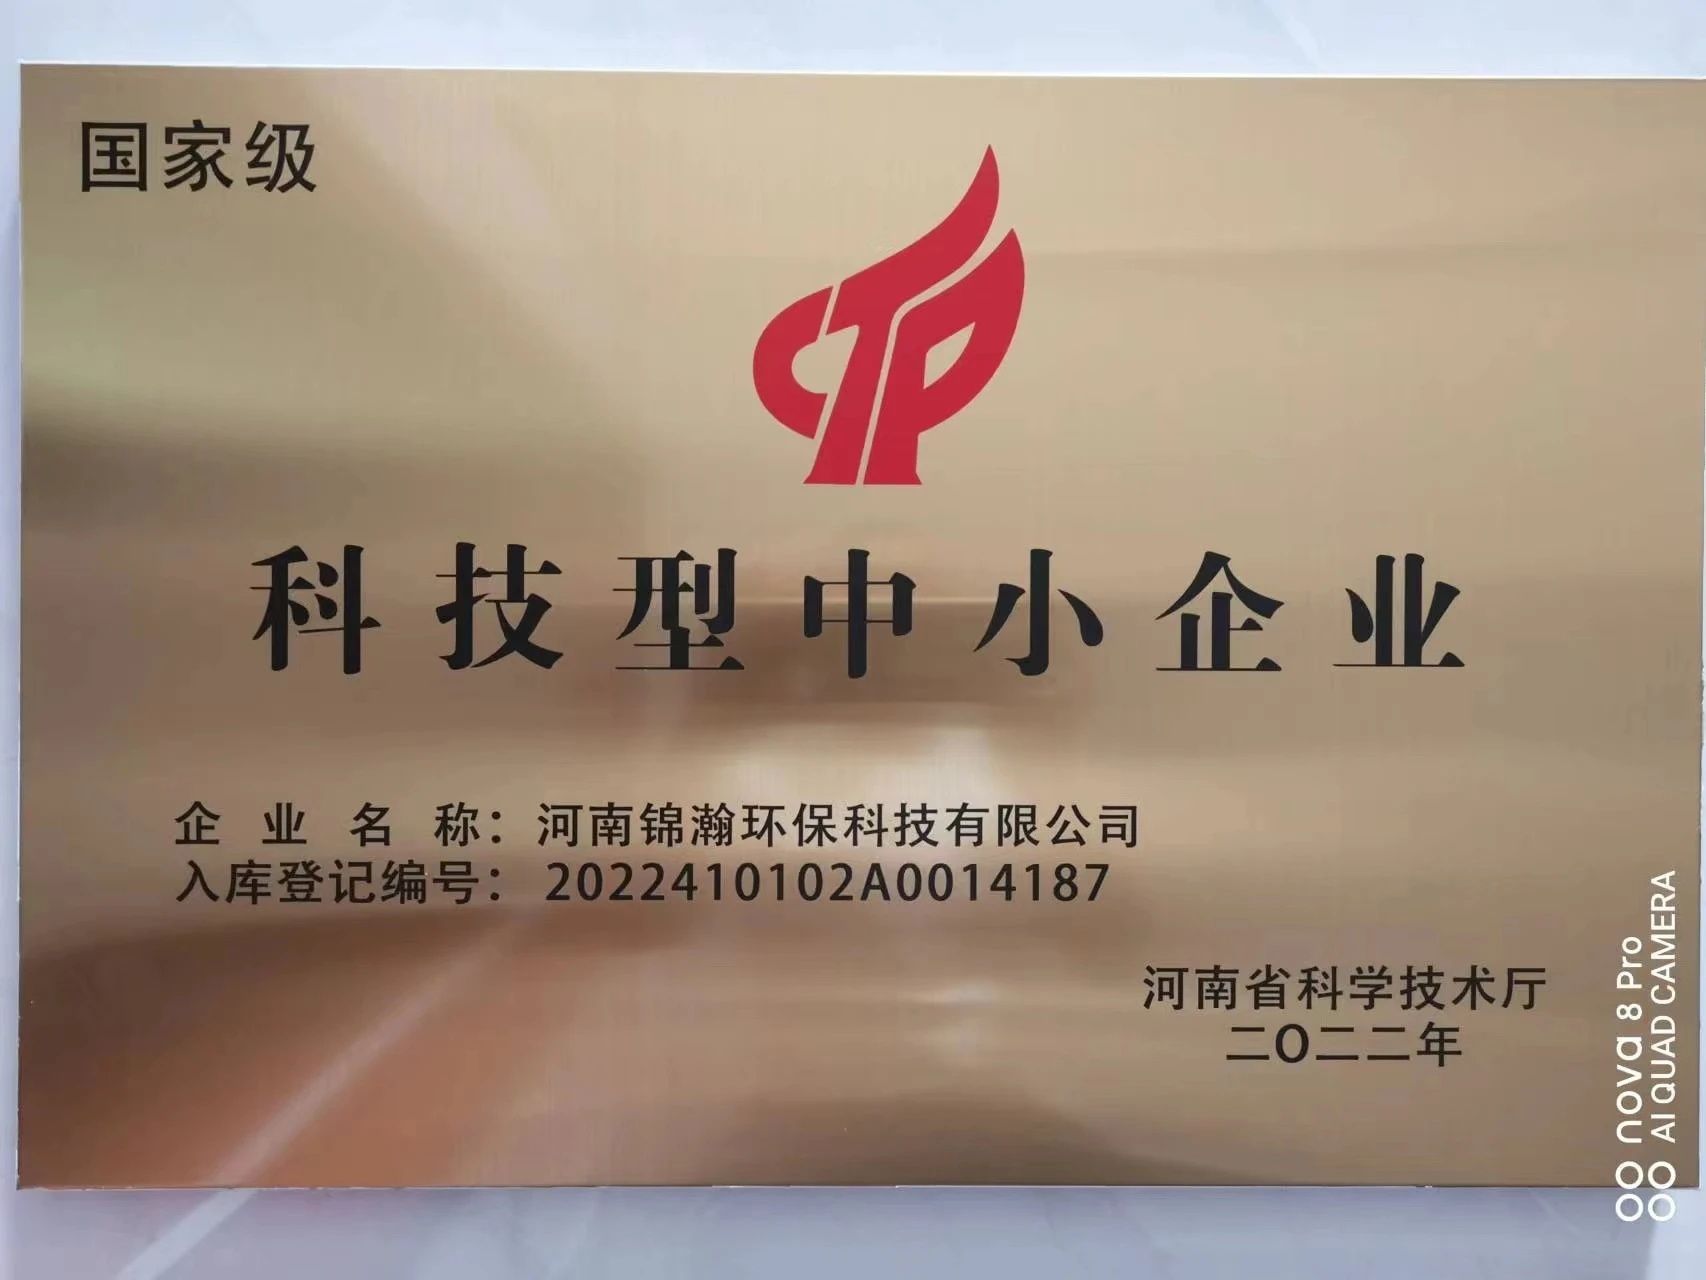 国家级
CTP
科技型中小企业
企业名称：河南锦瀚环保科技有限公司
入库登记编号：2022410102A0014187
河南省科学技术厅
二O二二年
nova 8 Pro
AI QUAD CAMERA